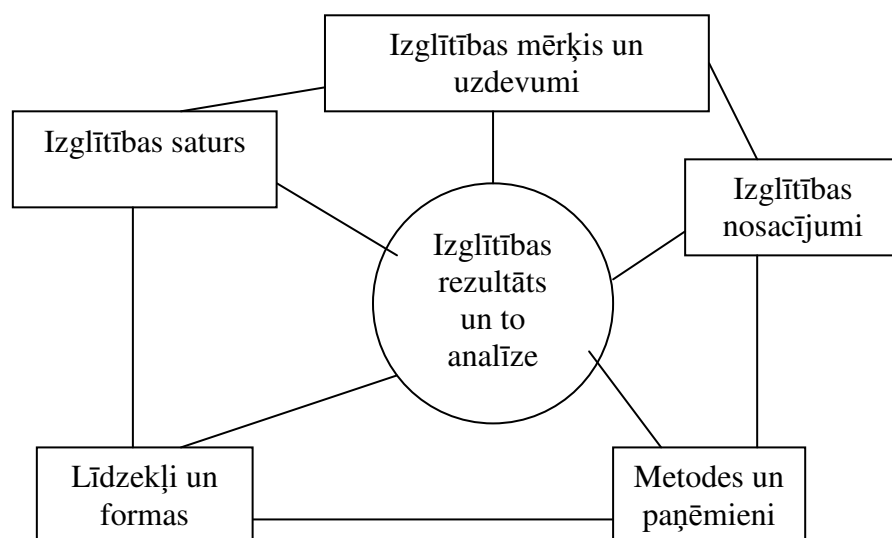 Izglītības mērķis un
uzdevumi
Izglītības saturs
Izglītības
nosacījumi
Izglītības
rezultāts
un to
analīze
Līdzekļi un
formas
Metodes un
paņēmieni